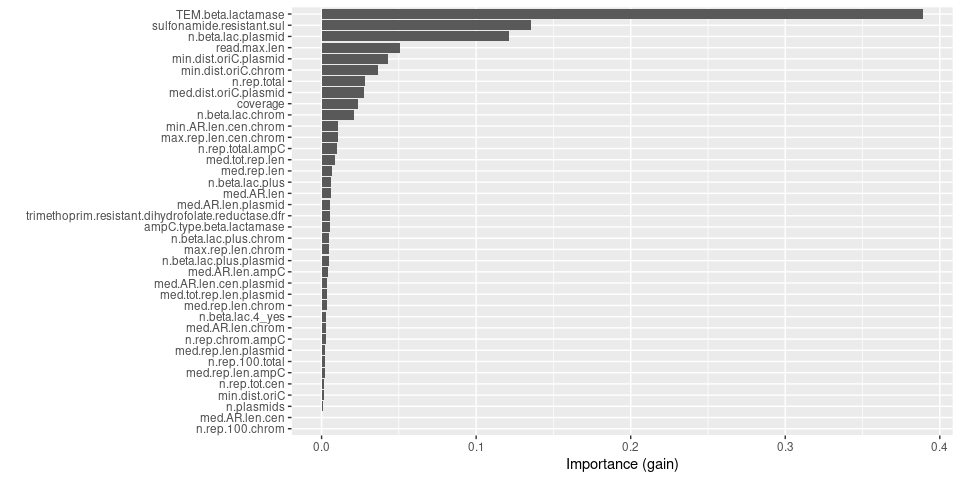 TEM.beta.lactamase
sulfonamide.resistant.sul
n.beta.lac.plasmid
read.max.len
min.dist.oriC.plasmid
min.dist.oriC.chrom
n.rep.total
med.dist.oriC.plasmid
coverage
n.beta.lac.chrom
min.AR.len.cen.chrom
max.rep.len.cen.chrom
n.rep.total.ampC
med.tot.rep.len
med.rep.len
n.beta.lac.plus
med.AR.len
med.AR.len.plasmid
trimethoprim.resistant.dihydrofolate.reductase.dfr
ampC.type.beta.lactamase
n.beta.lac.plus.chrom
max.rep.len.chrom
n.beta.lac.plus.plasmid
med.AR.len.ampC
med.AR.len.cen.plasmid
med.tot.rep.len.plasmid
med.rep.len.chrom
n.beta.lac.4_yes
med.AR.len.chrom
n.rep.chrom.ampC
med.rep.len.plasmid
n.rep.100.total
med.rep.len.ampC
n.rep.tot.cen
min.dist.oriC
n.plasmids
med.AR.len.cen
n.rep.100.chrom
0.0 0.1 0.2 0.3 0.4
Importance (gain)